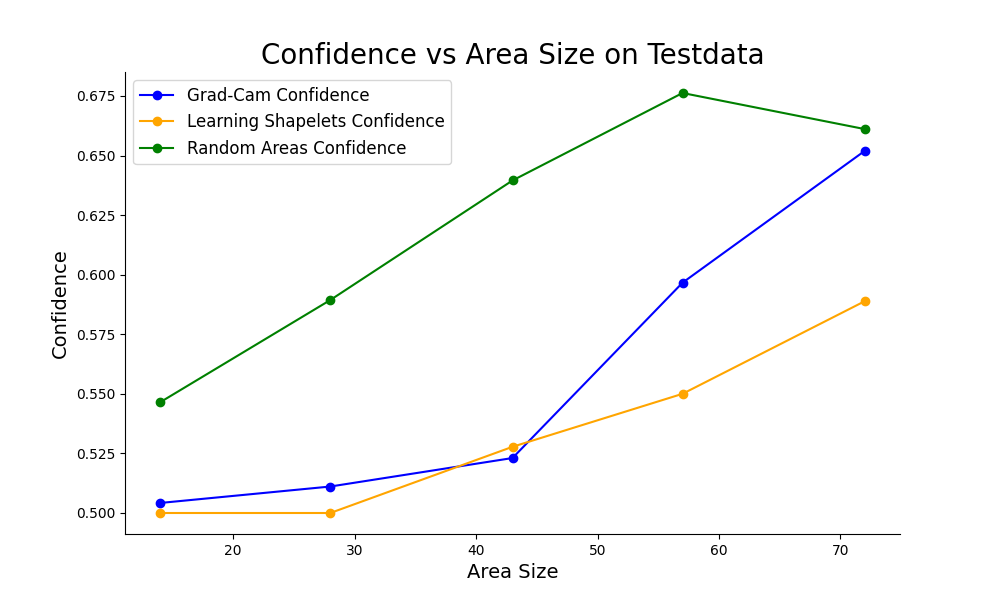 Confidence vs Area Size on Testdata
Grad-Cam Confidence
Learning Shapelets Confidence
Random Areas Confidence
Confidence
0.675
0.650
0.625
0.600
0.575
0.550
0.525
0.500
20 30 40 50 60 70
Area Size